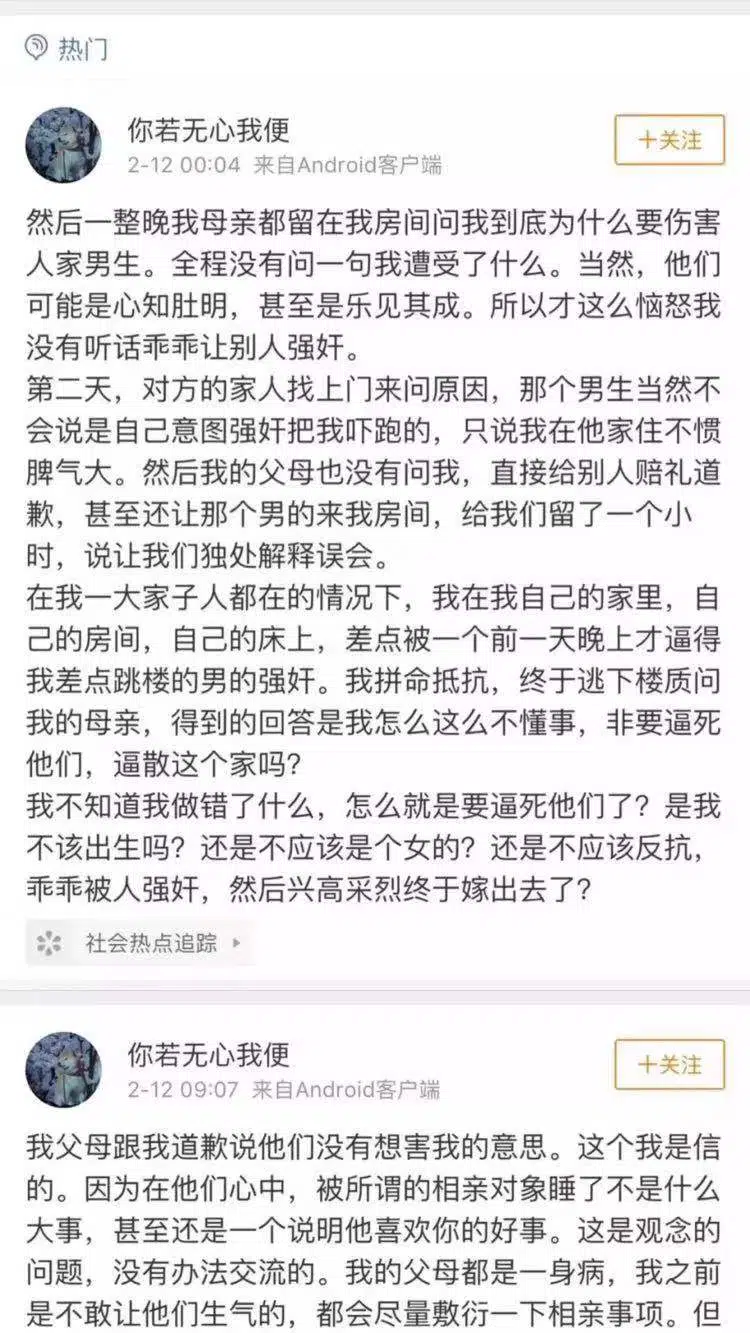 热门
你若无心我便
+关注
2-12 00:04 来自Android客户端
然后一整晚我母亲都留在我房间问我到底为什么要伤害
人家男生。全程没有问一句我遭受了什么。当然，他们
可能是心知肚明，甚至是乐见其成。所以才这么恼怒我
没有听话乖乖让别人强奸。
第二天，对方的家人找上门来问原因，那个男生当然不
会说是自己意图强奸把我吓跑的，只说我在他家住不惯
脾气大。然后我的父母也没有问我，直接给别人赔礼道
歉，甚至还让那个男的来我房间，给我们留了一个小
时，说让我们独处解释误会。
在我一大家子人都在的情况下，我在我自己的家里，自
己的房间，自己的床上，差点被一个前一天晚上才逼得
我差点跳楼的男的强奸。我拼命抵抗，终于逃下楼质问
我的母亲，得到的回答是我怎么这么不懂事，非要逼死
他们，逼散这个家吗？
我不知道我做错了什么，怎么就是要逼死他们了？是我
不该出生吗？还是不应该是个女的？还是不应该反抗，
乖乖被人强奸，然后兴高采烈终于嫁出去了？
社会热点追踪
你若无心我便
+关注
2-12 09:07 来自Android客户端
我父母跟我道歉说他们没有想害我的意思。这个我是信
的。因为在他们心中，被所谓的相亲对象睡了不是什么
大事，甚至还是一个说明他喜欢你的好事。这是观念的
问题，没有办法交流的。我的父母都是一身病，我之前
是不敢让他们生气的，都会尽量敷衍一下相亲事项。但